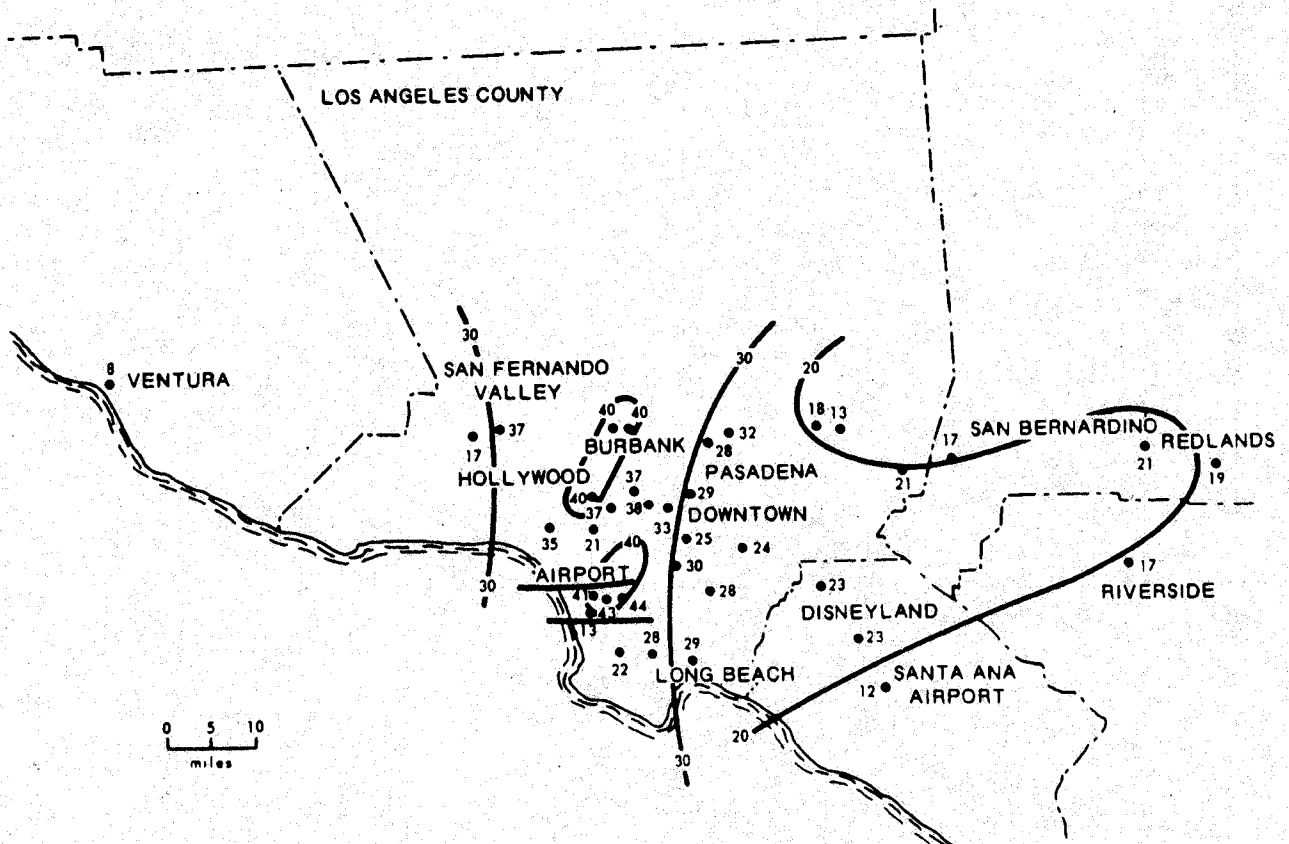 LOS ANGELES COUNTY
30
30
SAN FERNANDO
VALLEY
20
8
VENTURA
40 40
18 13
37
32
SAN BERNARDINO
17
BURBANK
28
17
21
REDLANDS
HOLLYWOOD
PASADENA
21
19
37
40
29
37
38
33
DOWNTOWN
35
21
40
25
24
AIRPORT
30
17
30
28
23
RIVERSIDE
41
43
44
DISNEYLAND
13
28
29
23
22
LONG BEACH
SANTA ANA
AIRPORT
12
0 5 10
miles
20
30